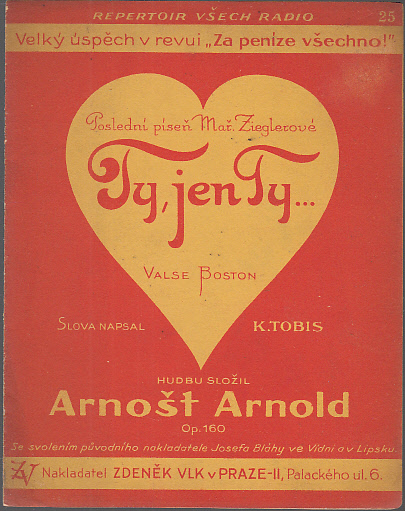 REPERTOIR VŠECH RADIO 25
Velký úspěch v revui „Za peníze všechno!"
Poslední píseň Mař. Zieglerové
Ty, jen Ty...
VALSE BOSTON
SLOVA NAPSAL K. TOBIS
HUDBU SLOŽIL
Arnošt Arnold
Op. 160
Se svolením původního nakladatele Josefa Bláhy ve Vídni a v Lipsku.
ZV Nakladatel ZDENĚK VLK v PRAZE-II, Palackého ul. 6.